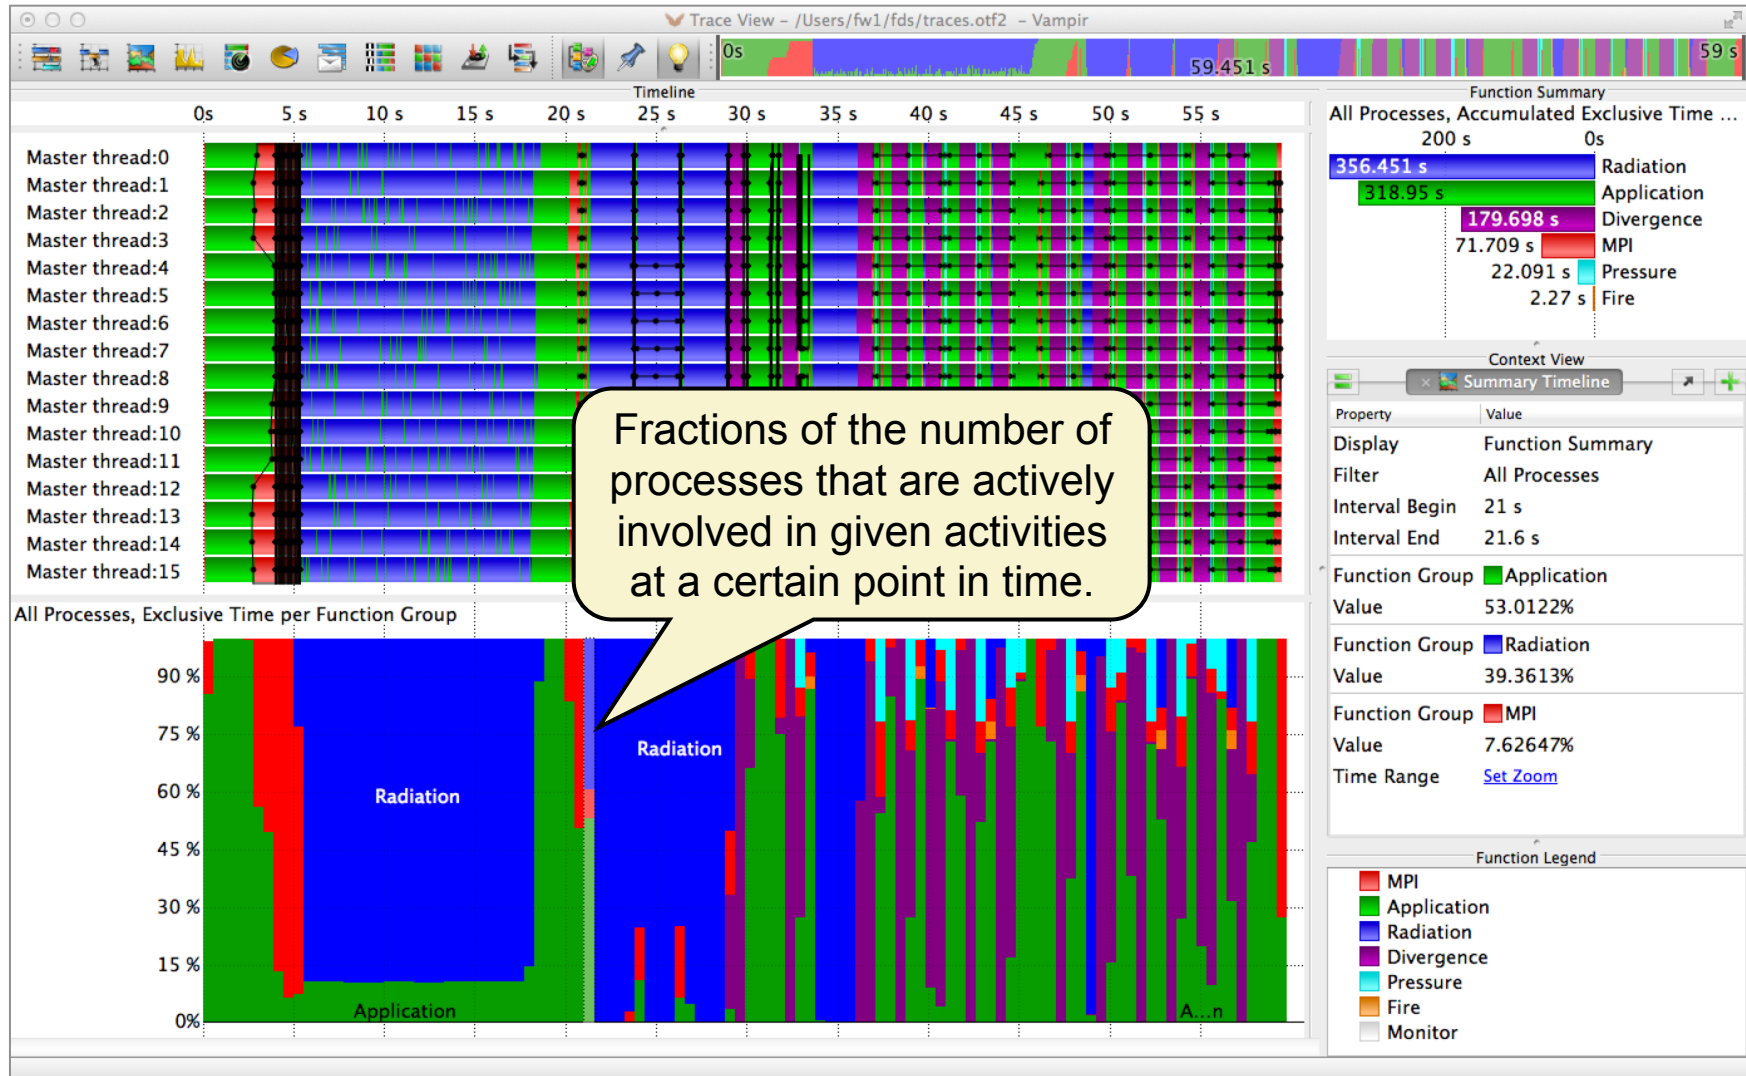 Trace View – /Users/fw1/fds/traces.otf2 – Vampir
0s
59.451 s
59 s
Timeline
0s 5 s 10 s 15 s 20 s 25 s 30 s 35 s 40 s 45 s 50 s 55 s
Master thread:0
Master thread:1
Master thread:2
Master thread:3
Master thread:4
Master thread:5
Master thread:6
Master thread:7
Master thread:8
Master thread:9
Master thread:10
Master thread:11
Master thread:12
Master thread:13
Master thread:14
Master thread:15
Fractions of the number of
processes that are actively
involved in given activities
at a certain point in time.
All Processes, Exclusive Time per Function Group
90 %
75 %
60 %
45 %
30 %
15 %
0%
Radiation
Radiation
Application
A...n
Function Summary
All Processes, Accumulated Exclusive Time ...
200 s 0s
356.451 s Radiation
318.95 s Application
179.698 s Divergence
71.709 s MPI
22.091 s Pressure
2.27 s Fire
Context View
Summary Timeline
Property Value
Display Function Summary
Filter All Processes
Interval Begin 21 s
Interval End 21.6 s
Function Group Application
Value 53.0122%
Function Group Radiation
Value 39.3613%
Function Group MPI
Value 7.62647%
Time Range Set Zoom
Function Legend
MPI
Application
Radiation
Divergence
Pressure
Fire
Monitor